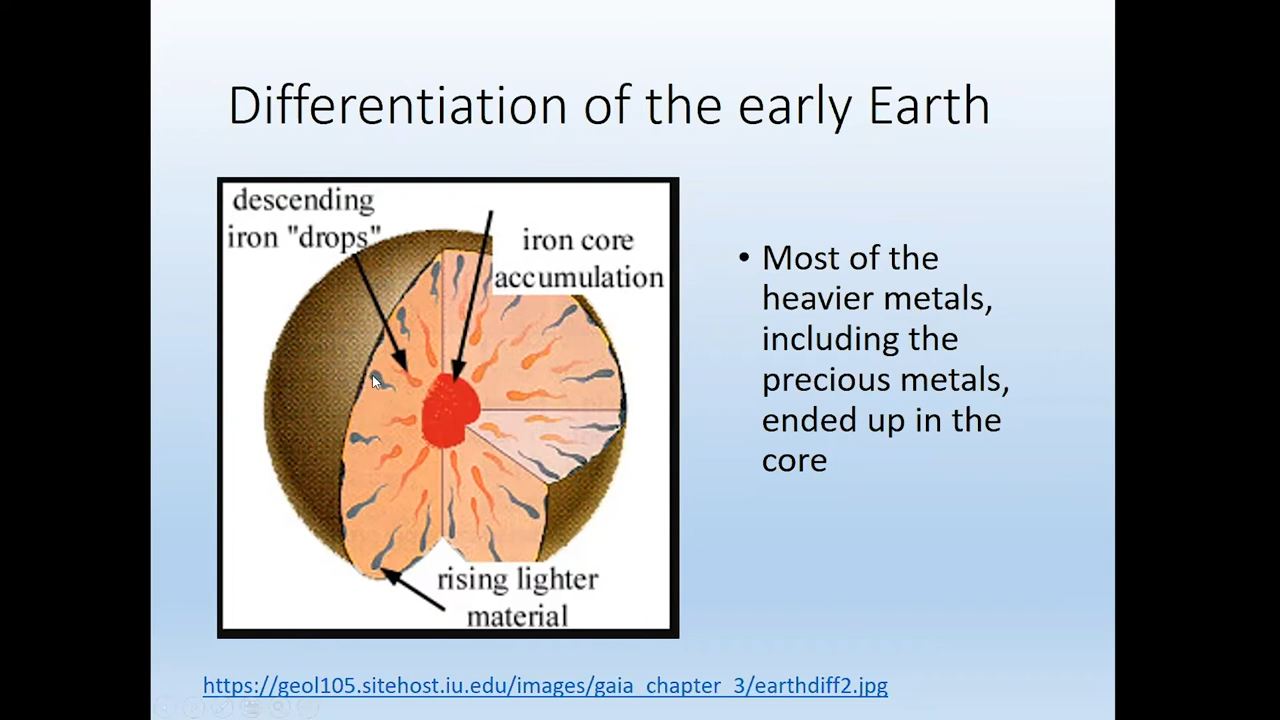 Differentiation of the early Earth
descending
iron "drops"
iron core
accumulation
rising lighter
material
• Most of the
heavier metals,
including the
precious metals,
ended up in the
core
https://geol105.sitehost.iu.edu/images/gaia_chapter_3/earthdiff2.jpg